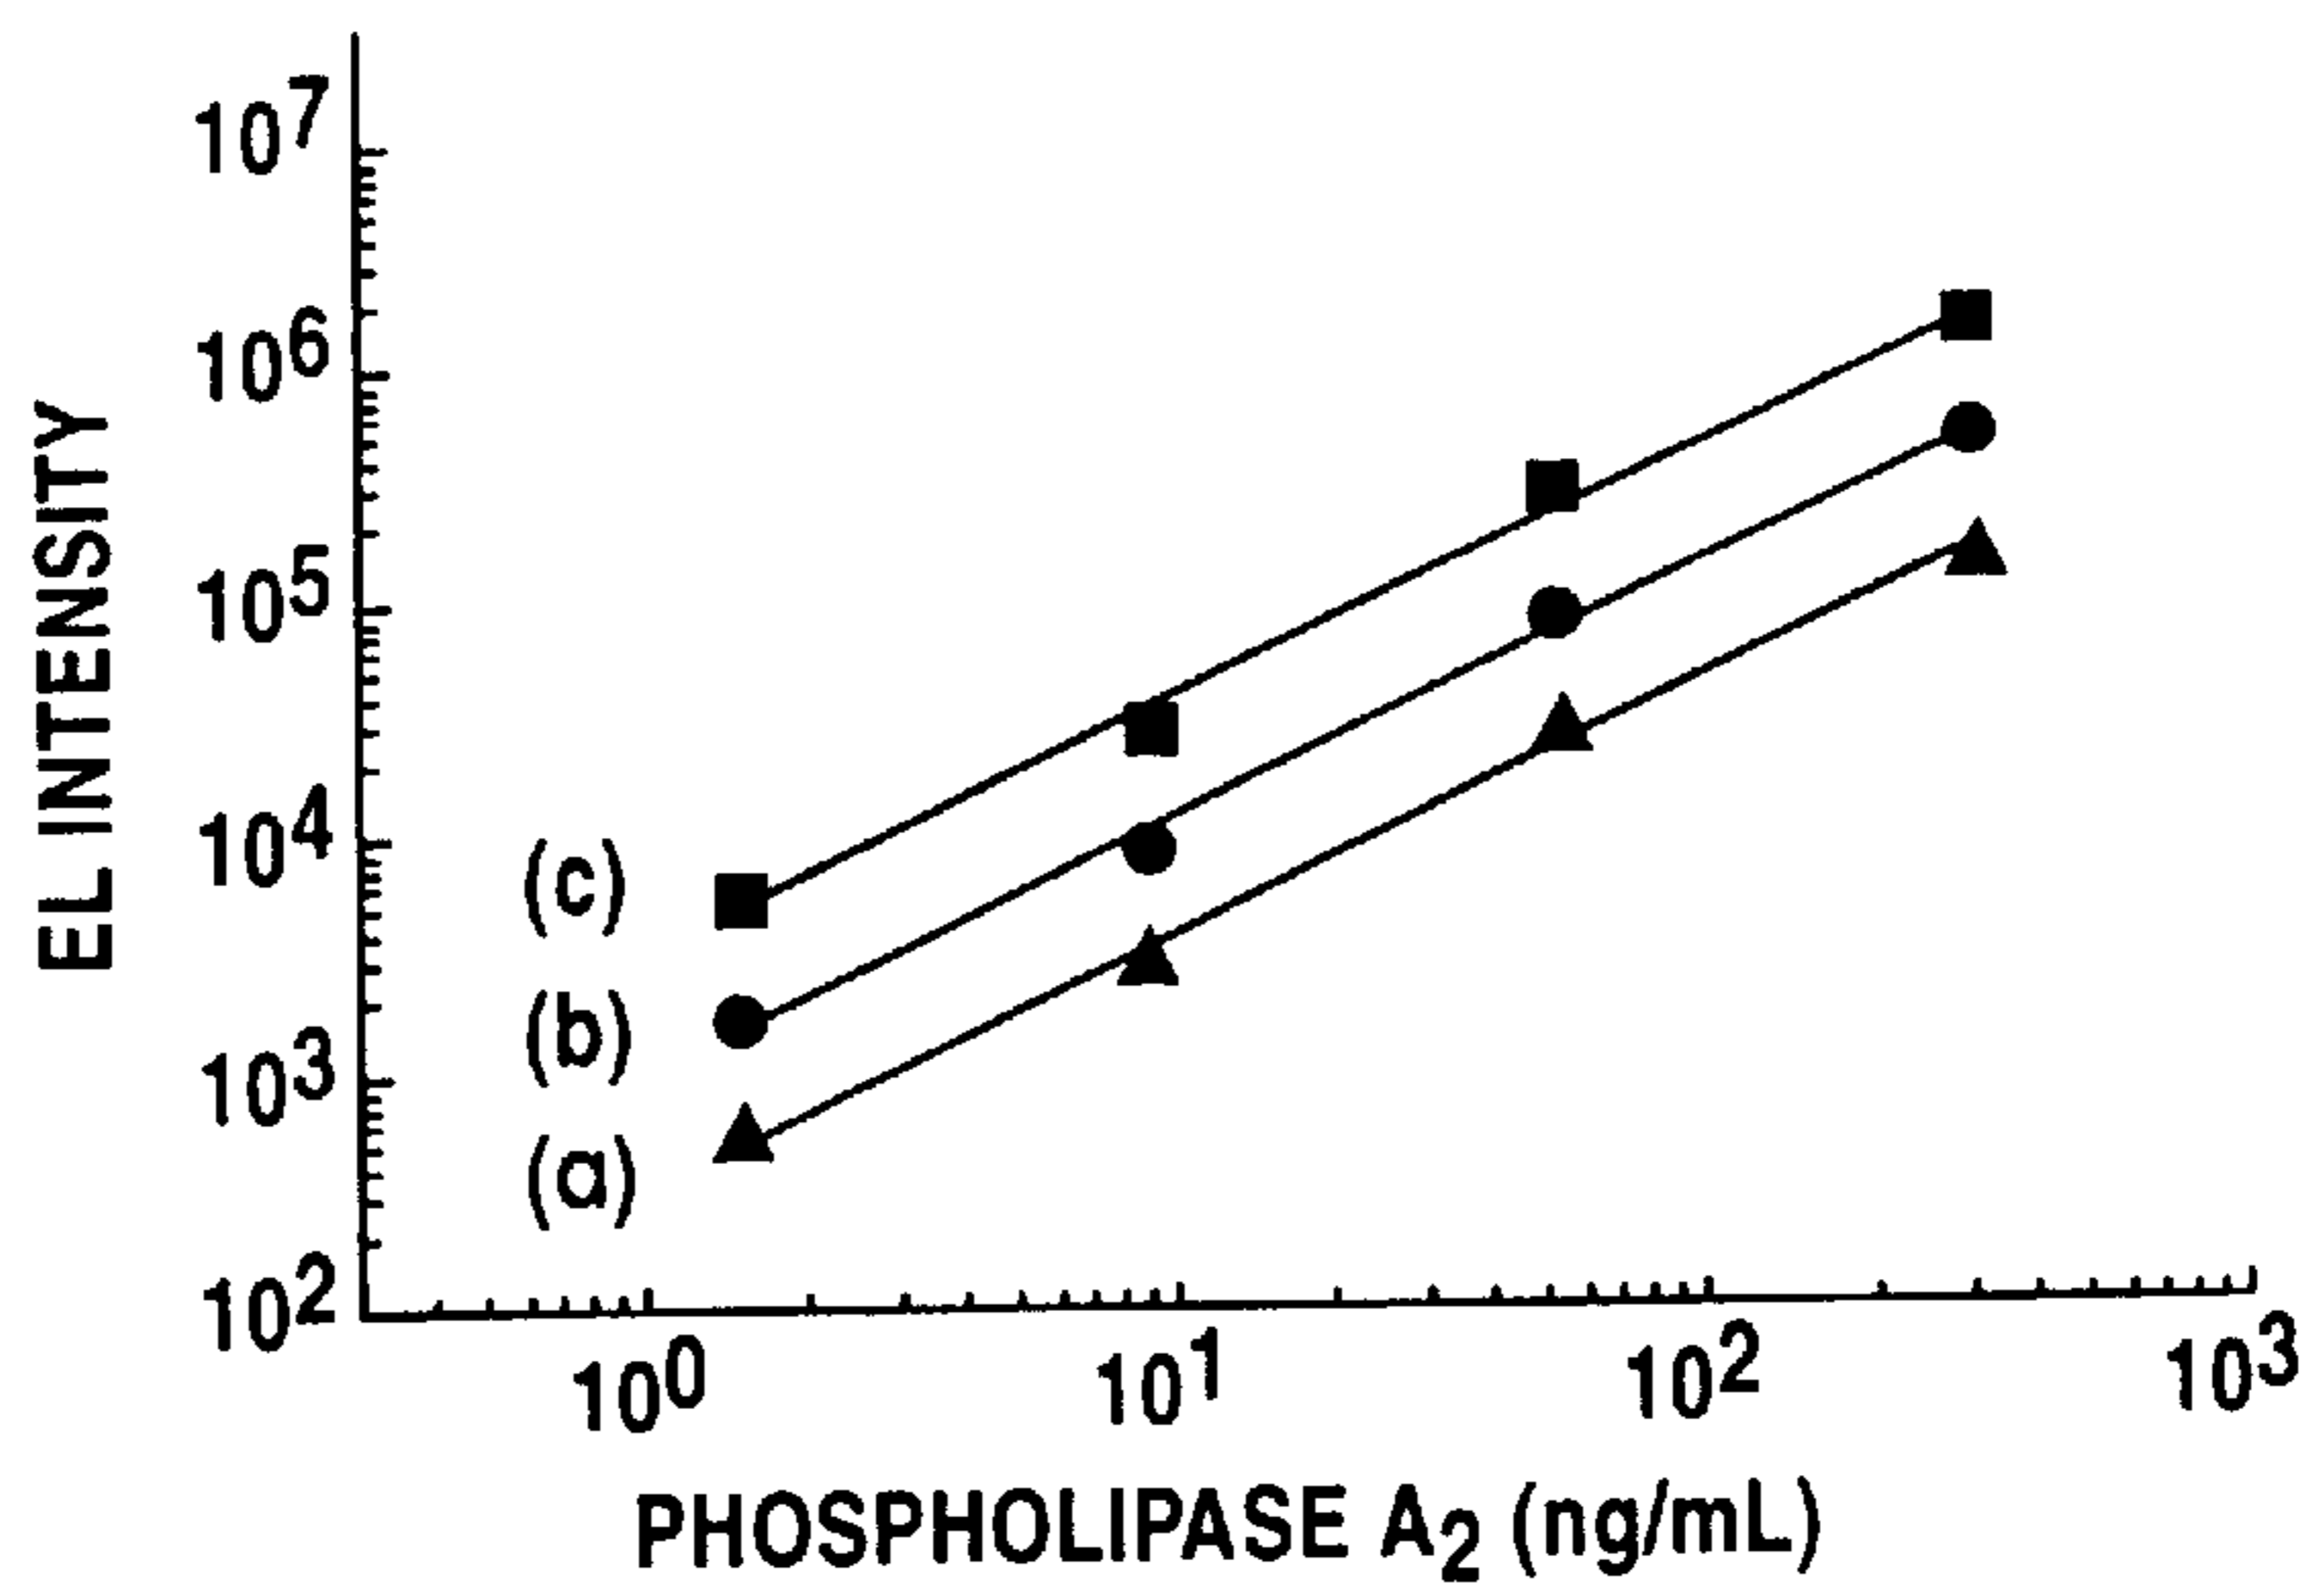 10⁷
10⁶
10⁵
10⁴
10³
10²
EL INTENSITY
(c)
(b)
(a)
10⁰ 10¹ 10² 10³
PHOSPHOLIPASE A₂ (ng/mL)